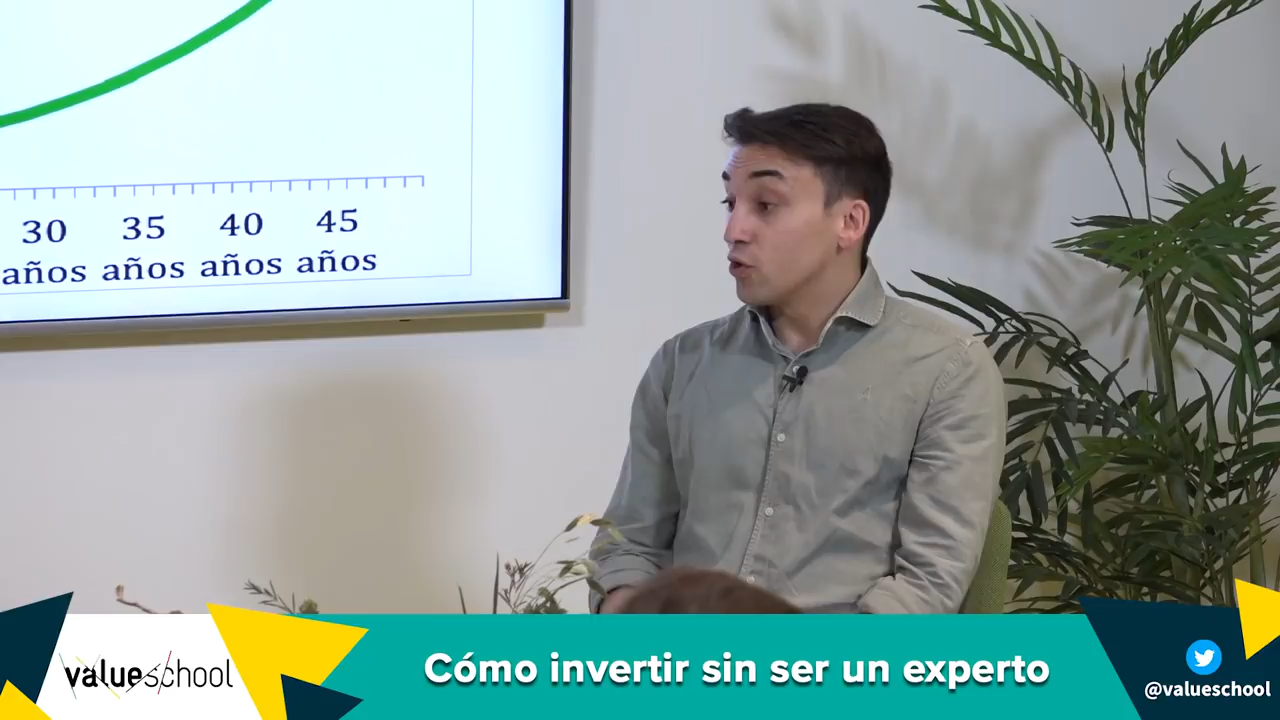 30 35 40 45
años años años años
valueschool
Cómo invertir sin ser un experto
@valueschool